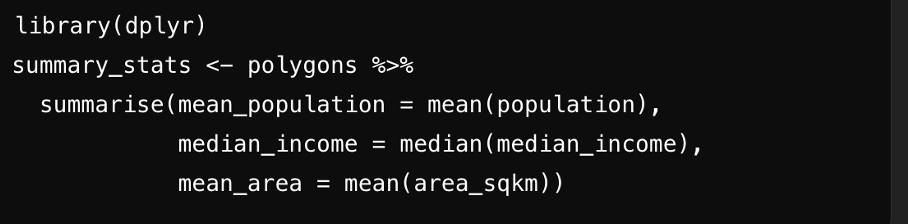 library(dplyr)
summary_stats <- polygons %>%
  summarise(mean_population = mean(population),
            median_income = median(median_income),
            mean_area = mean(area_sqkm))